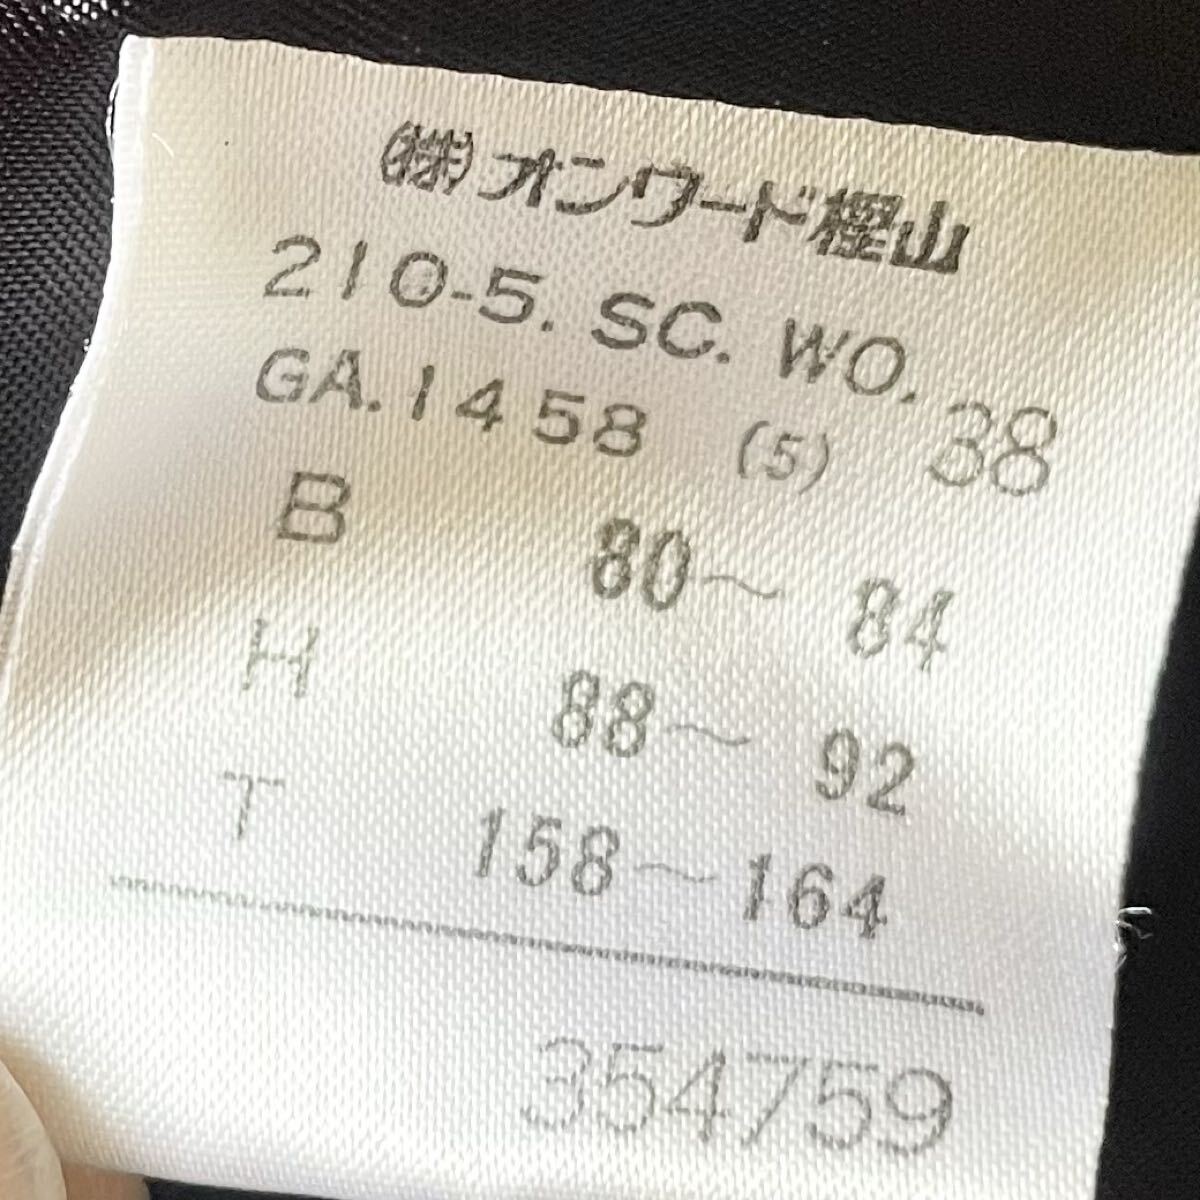 (株)オンワード樫山
210-5. SC. WO.
GA.1458 (5) 38
B 80〜 84
H 88〜 92
T 158〜164
354759